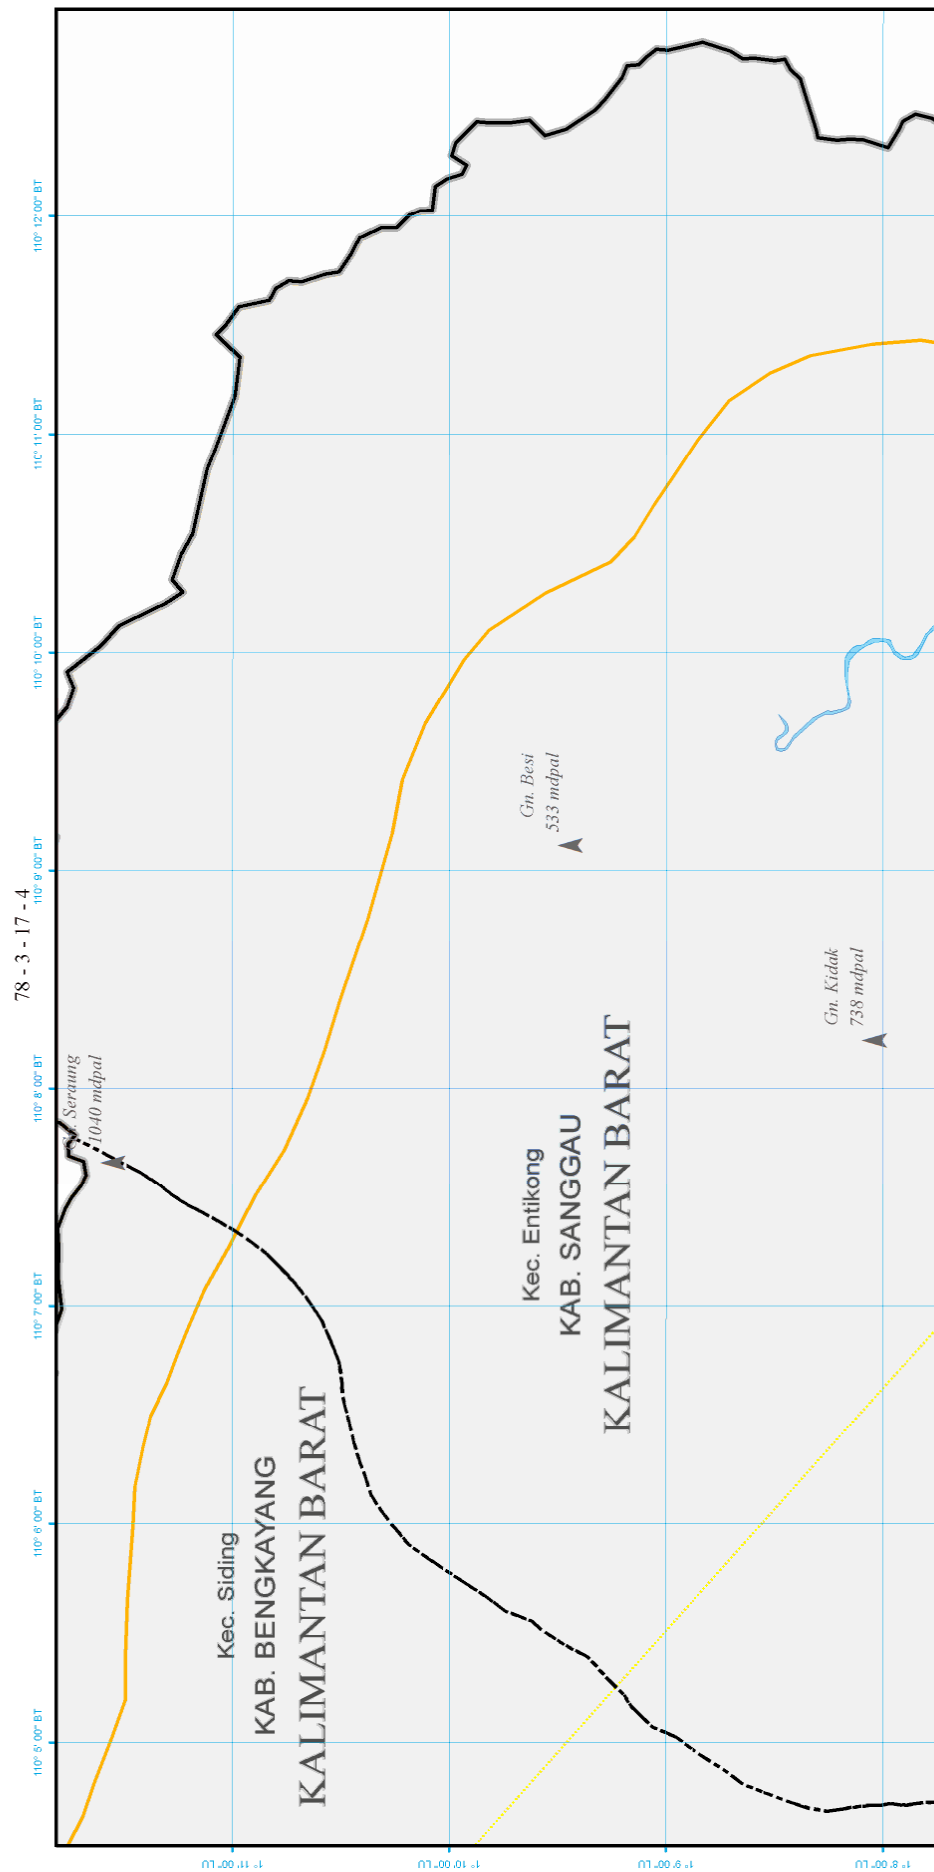 78 - 3 - 17 - 4
110° 5' 00" BT
110° 6' 00" BT
110° 7' 00" BT
110° 8' 00" BT
110° 9' 00" BT
110° 10' 00" BT
110° 11' 00" BT
110° 12' 00" BT
Seraung
1040 mdpal
Kec. Siding
KAB. BENGKAYANG
KALIMANTAN BARAT
Gn. Besi
533 mdpal
Kec. Entikong
KAB. SANGGAU
KALIMANTAN BARAT
Gn. Kidak
738 mdpal